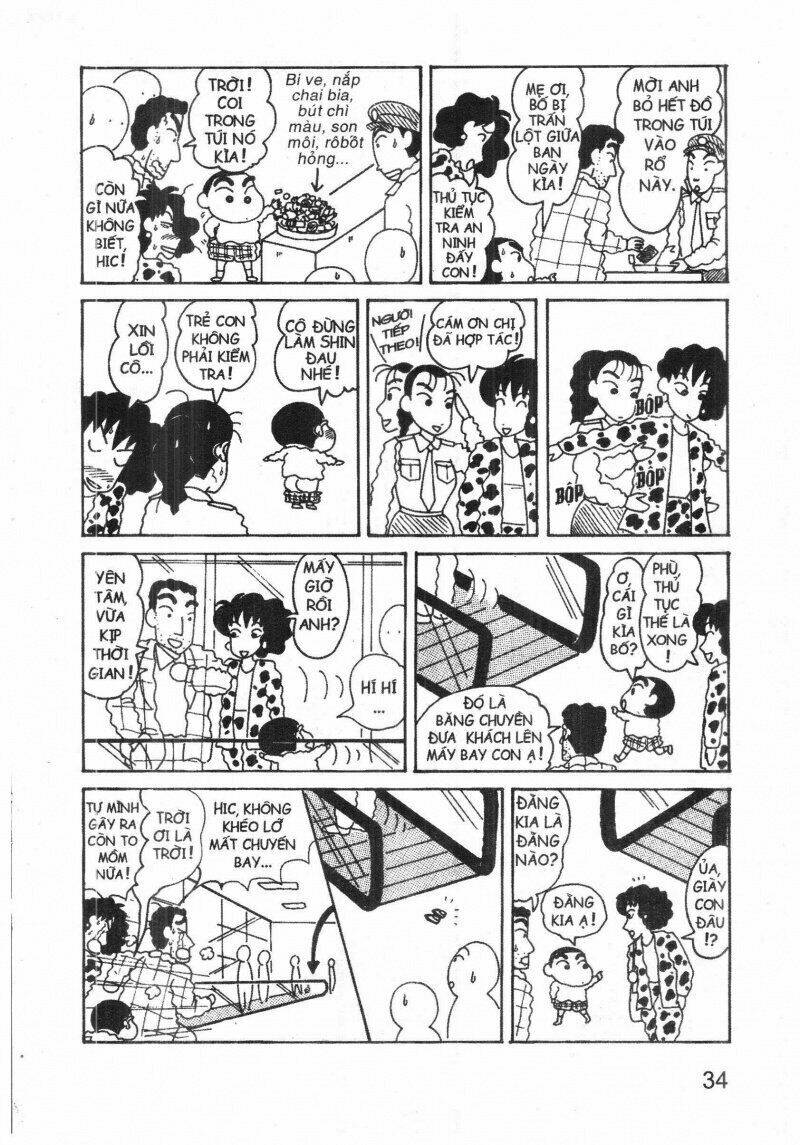 MỜI ANH
BỎ HẾT ĐỒ
TRONG TÚI
VÀO
RỔ
NÀY.
MẸ ƠI,
BỐ BỊ
TRẤN
LỘT GIỮA
BAN
NGÀY
KÌA!
THỦ TỤC
KIỂM
TRA AN
NINH
ĐẤY
CON!
Bi ve, nắp
chai bia,
bút chì
màu, son
môi, rôbốt
hỏng...
TRỜI!
COI
TRONG
TÚI NÓ
KÌA!
CÒN
GÌ NỮA
KHÔNG
BIẾT,
HIC!
BỘP
BỘP
BỘP
CÁM ƠN CHỊ
ĐÃ HỢP TÁC!
NGƯỜI
TIẾP
THEO!
CÔ ĐỪNG
LÀM SHIN
ĐAU
NHÉ!
TRẺ CON
KHÔNG
PHẢI KIỂM
TRA!
XIN
LỖI
CÔ...
PHÙ,
THỦ
TỤC
THẾ LÀ
XONG!
Ơ,
CÁI
GÌ
KIA
BỐ?
ĐÓ LÀ
BĂNG CHUYỀN
ĐƯA KHÁCH LÊN
MÁY BAY CON Ạ!
MẤY
GIỜ
RỒI
ANH?
YÊN
TÂM,
VỪA
KỊP
THỜI
GIAN!
HÍ HÍ
...
ỦA,
GIÀY
CON
ĐÂU
!?
ĐẰNG
KIA Ạ!
ĐẰNG
KIA LÀ
ĐẰNG
NÀO?
HIC, KHÔNG
KHÉO LỠ
MẤT CHUYẾN
BAY...
TRỜI
ƠI LÀ
TRỜI!
TỰ MÌNH
GÂY RA
CÒN TO
MỒM
NỮA!
34